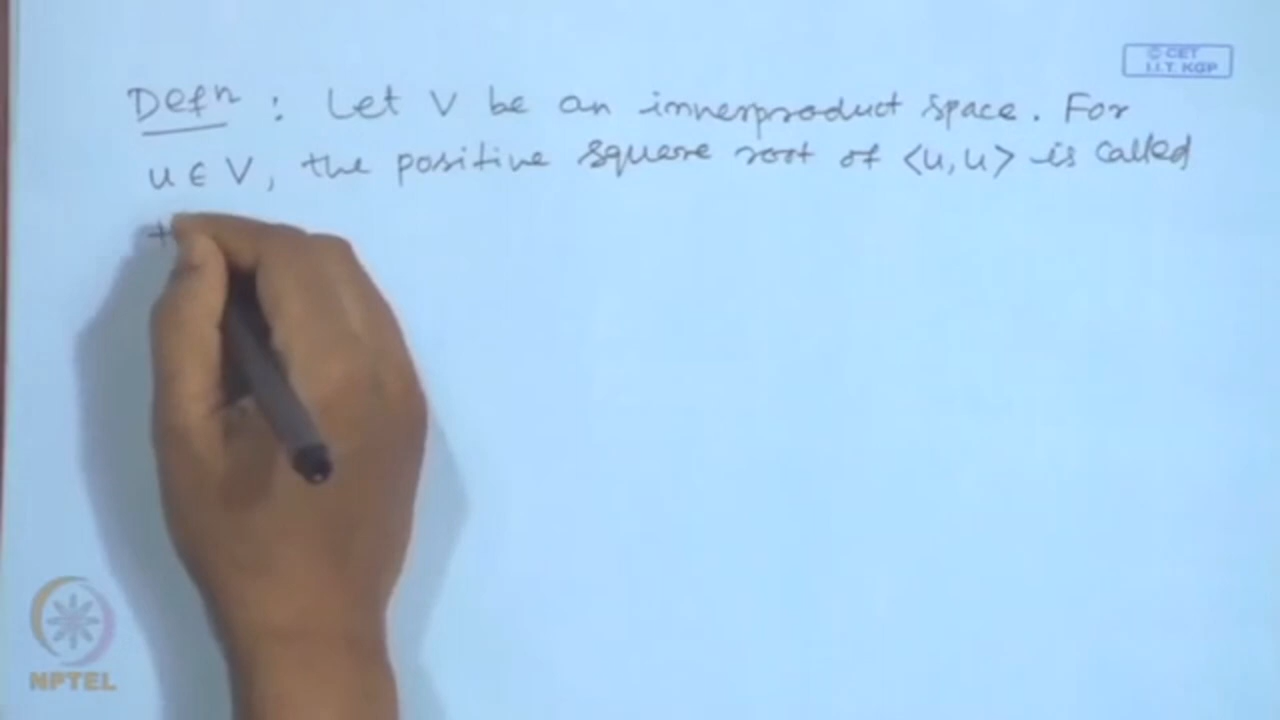 © CET
I.I.T. KGP
Defn : Let V be an innerproduct space. For
u ∈ V, the positive square root of <u, u> is called
NPTEL